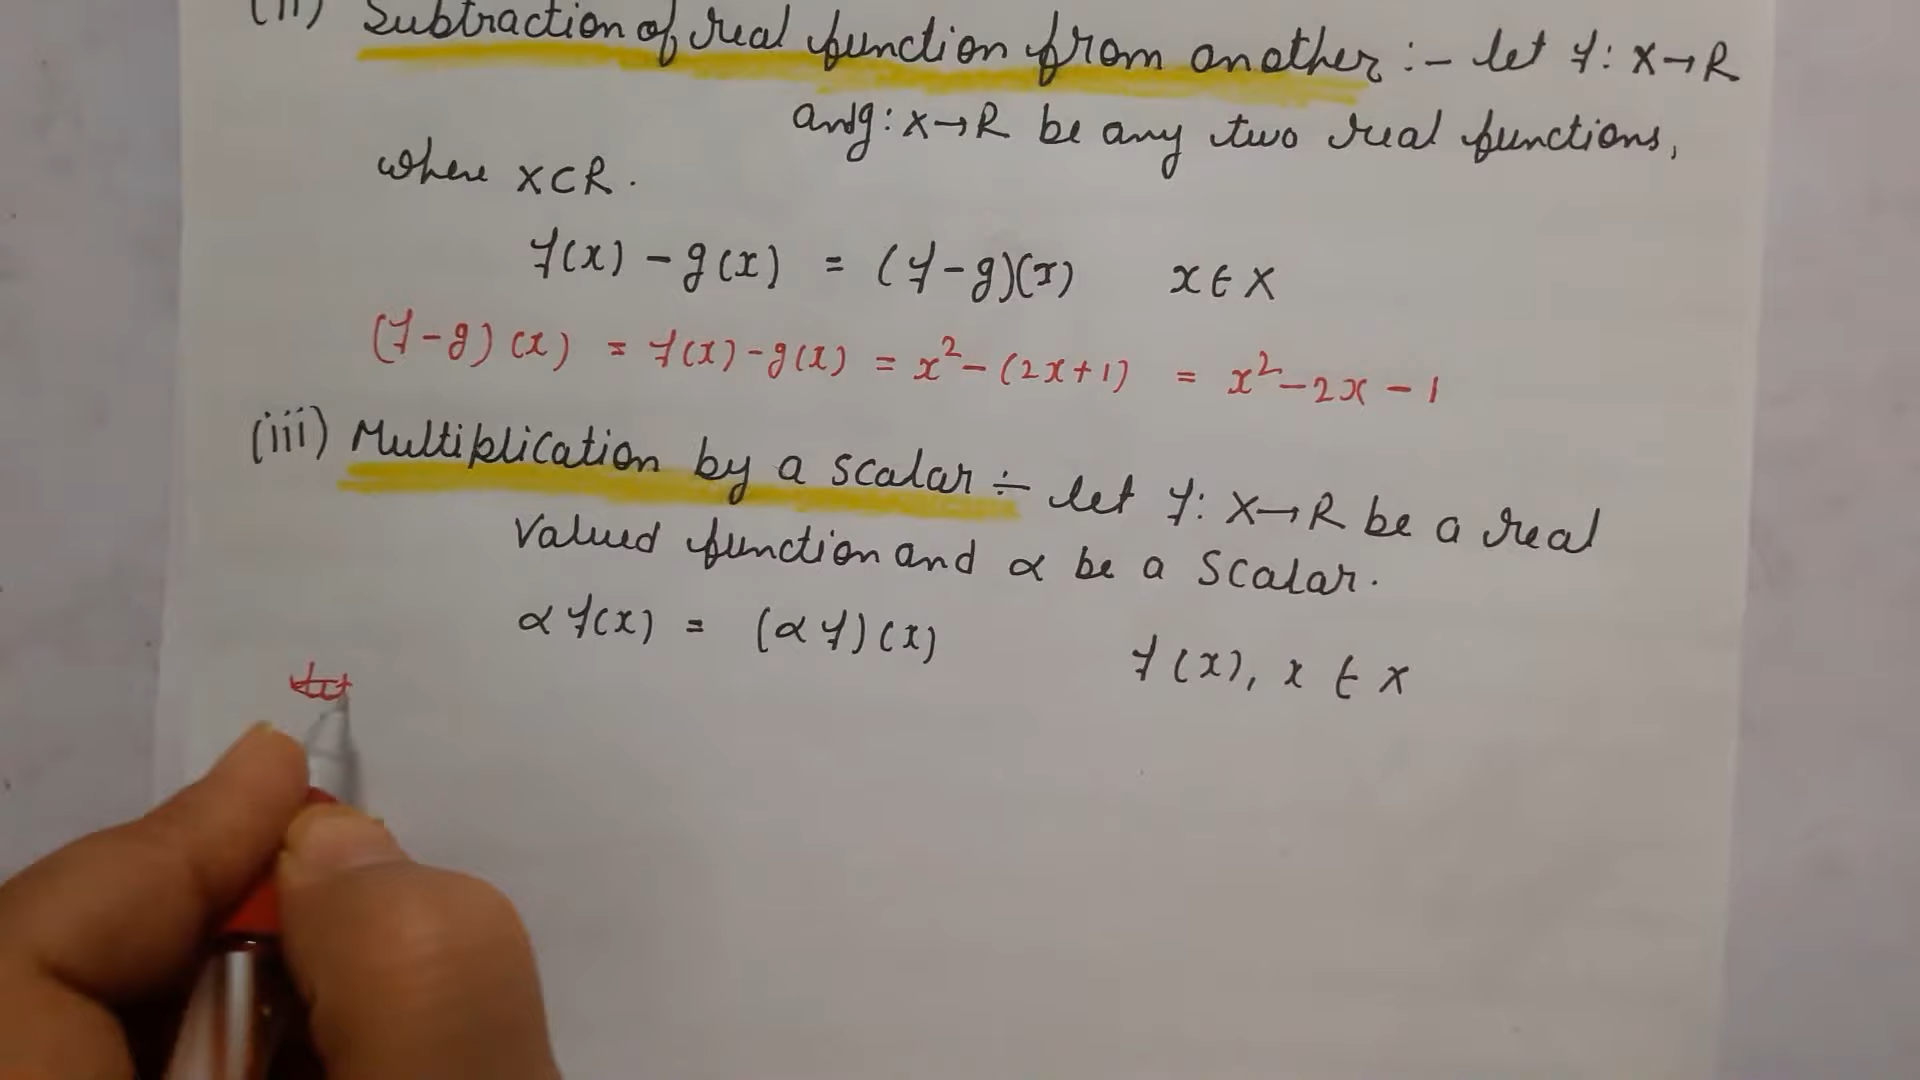 (ii) Subtraction of real function from another :- let f: X→R
and g: X→R be any two real functions,
where X⊂R.
f(x) - g(x) = (f-g)(x) x ∈ X
(f-g)(x) = f(x)-g(x) = x²-(2x+1) = x²-2x-1
(iii) Multiplication by a scalar :- let f: X→R be a real
valued function and α be a Scalar.
α f(x) = (α f)(x) f(x), x ∈ X